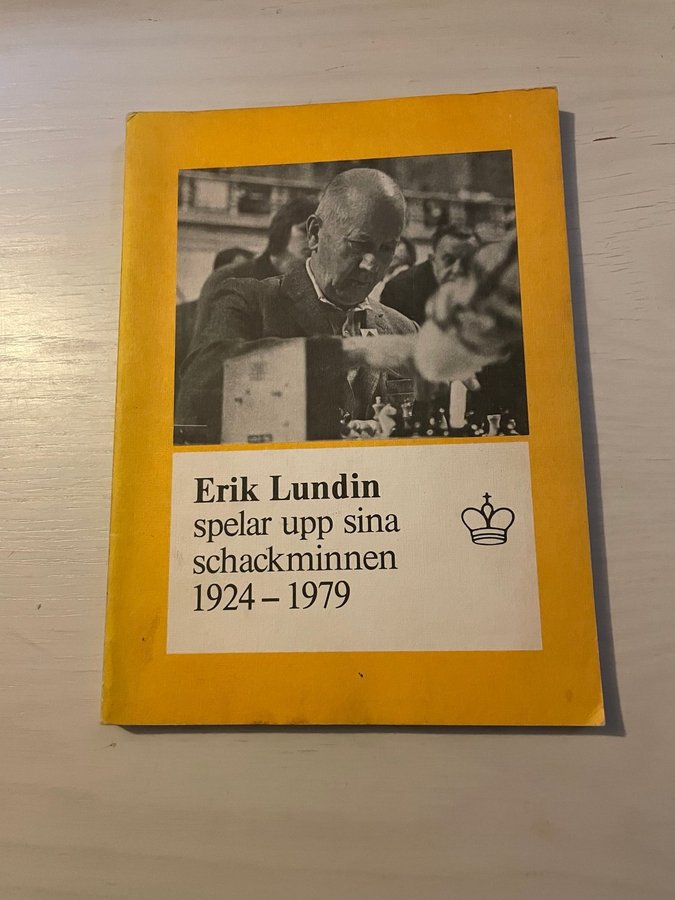 Erik Lundin
spelar upp sina
schackminnen
1924 – 1979